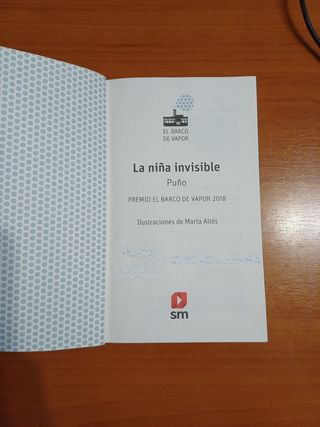 EL BARCO
DE VAPOR
La niña invisible
Puño
PREMIO EL BARCO DE VAPOR 2018
Ilustraciones de Marta Altés
sm